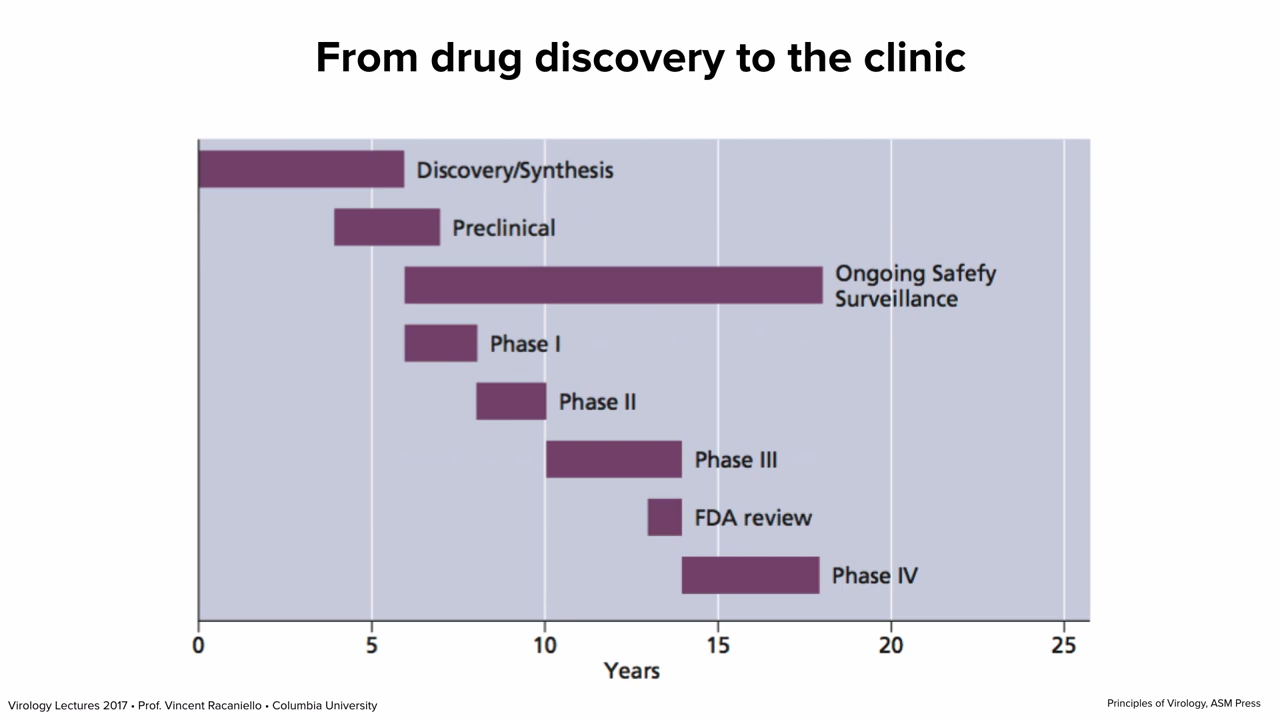 From drug discovery to the clinic
Discovery/Synthesis
Preclinical
Ongoing Safefy
Surveillance
Phase I
Phase II
Phase III
FDA review
Phase IV
0 5 10 15 20 25
Years
Virology Lectures 2017 • Prof. Vincent Racaniello • Columbia University
Principles of Virology, ASM Press